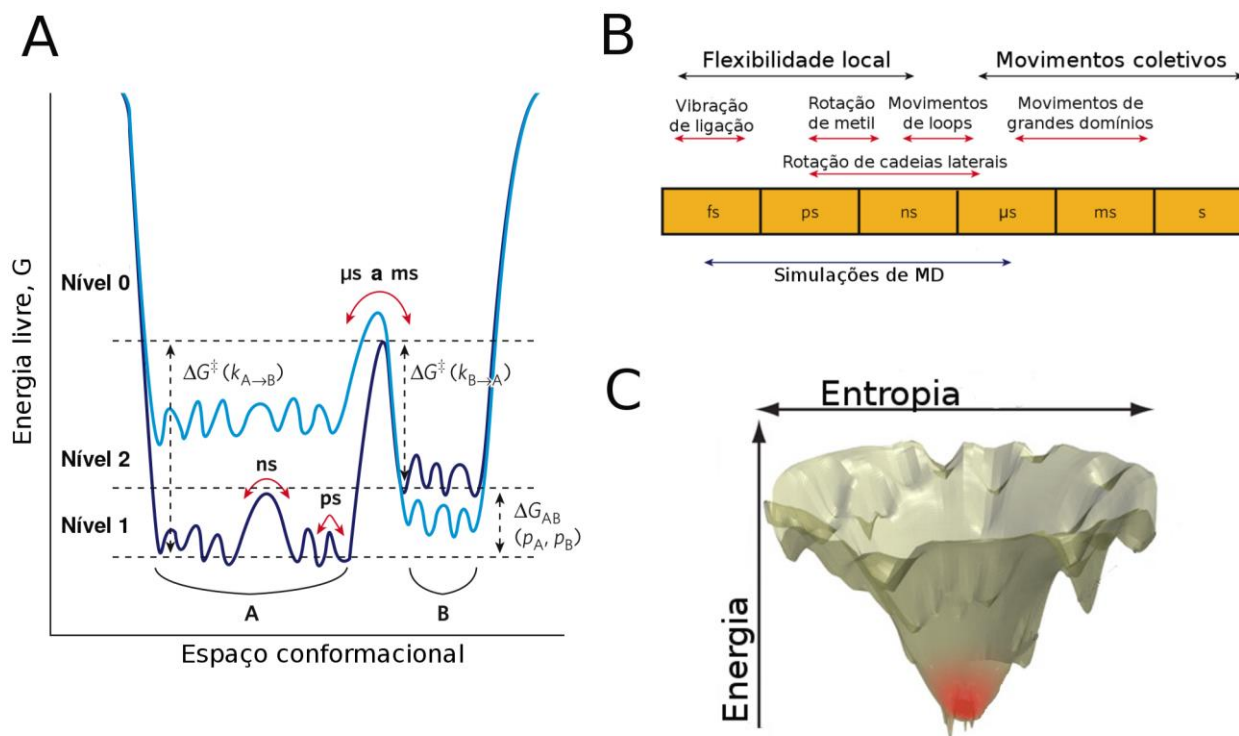 A
Energia livre, G
Nível 0
Nível 2
Nível 1
µs a ms
ΔG‡ (kA→B)
ΔG‡ (kB→A)
ns
ps
ΔGAB
(pA, pB)
A
B
Espaço conformacional
B
Flexibilidade local
Movimentos coletivos
Vibração
de ligação
Rotação
de metil
Movimentos
de loops
Movimentos de
grandes domínios
Rotação de cadeias laterais
fs
ps
ns
µs
ms
s
Simulações de MD
C
Entropia
Energia